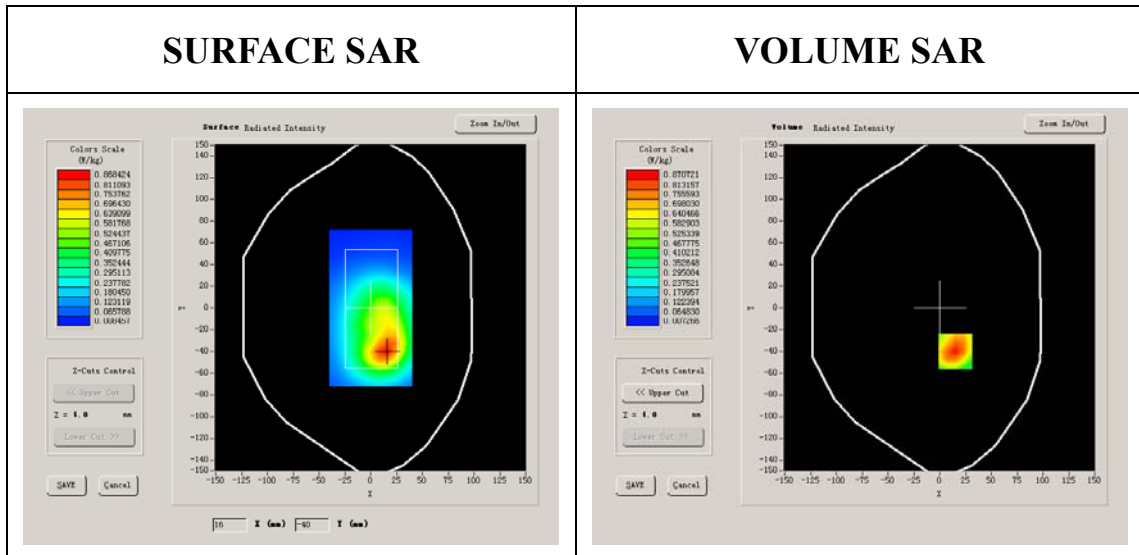 SURFACE SAR
VOLUME SAR
Surface Radiated Intensity
Zoom In/Out
Colors Scale
(W/kg)
0.868424
0.811093
0.753762
0.696430
0.639099
0.581768
0.524437
0.467106
0.409775
0.352444
0.295113
0.237782
0.180450
0.123119
0.065788
0.008457
150
140
120
100
80
60
40
20
0
-20
-40
-60
-80
-100
-120
-140
-150
Y
-150 -125 -100 -75 -50 -25 0 25 50 75 100 125 150
X
Z-Cuts Control
<< Upper Cut
Z = 4.0 mm
Lower Cut >>
SAVE
Cancel
16 X (mm) -40 Y (mm)
Volume Radiated Intensity
Zoom In/Out
Colors Scale
(W/kg)
0.870721
0.813157
0.755593
0.698030
0.640466
0.582903
0.525339
0.467775
0.410212
0.352648
0.295084
0.237521
0.179957
0.122394
0.064830
0.007266
150
140
120
100
80
60
40
20
0
-20
-40
-60
-80
-100
-120
-140
-150
Y
-150 -125 -100 -75 -50 -25 0 25 50 75 100 125 150
X
Z-Cuts Control
<< Upper Cut
Z = 4.0 mm
Lower Cut >>
SAVE
Cancel